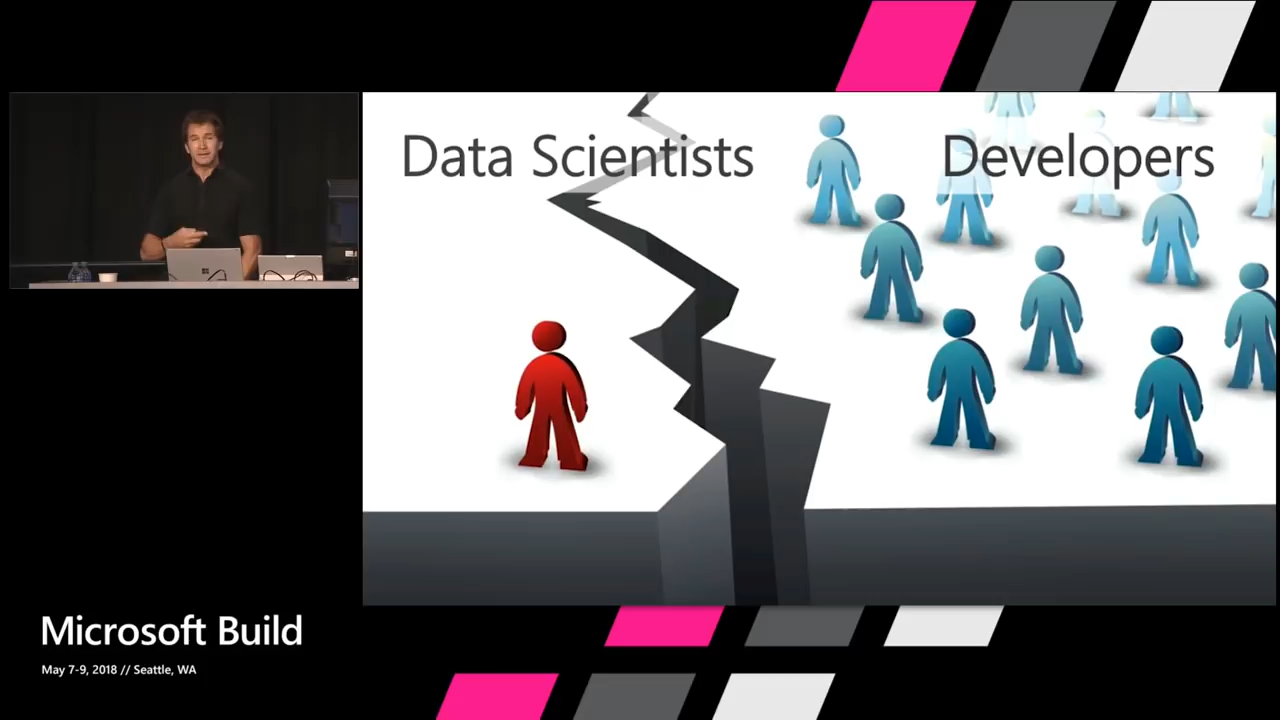 Data Scientists
Developers
Microsoft Build
May 7-9, 2018 // Seattle, WA